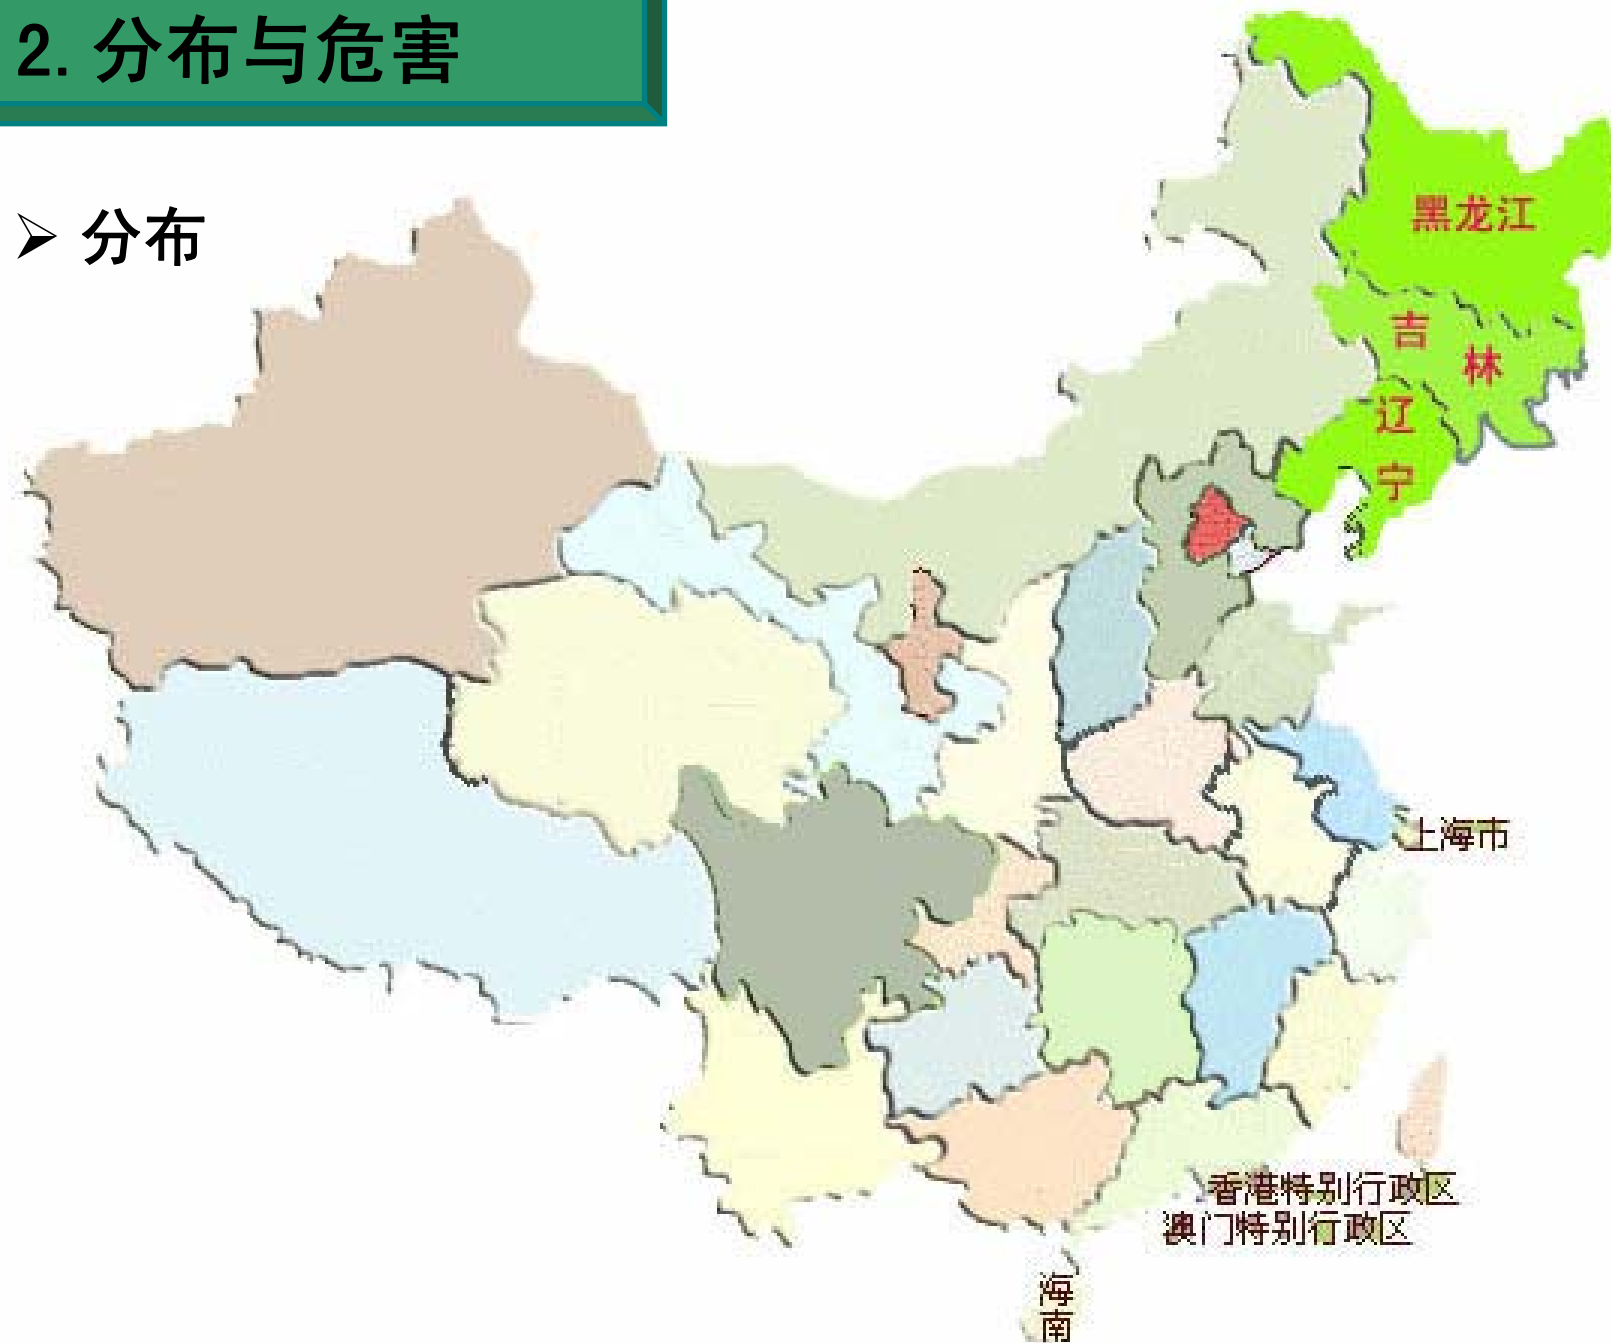 2.分布与危害
➢ 分布
黑龙江
吉
林
辽
宁
上海市
香港特别行政区
澳门特别行政区
海
南